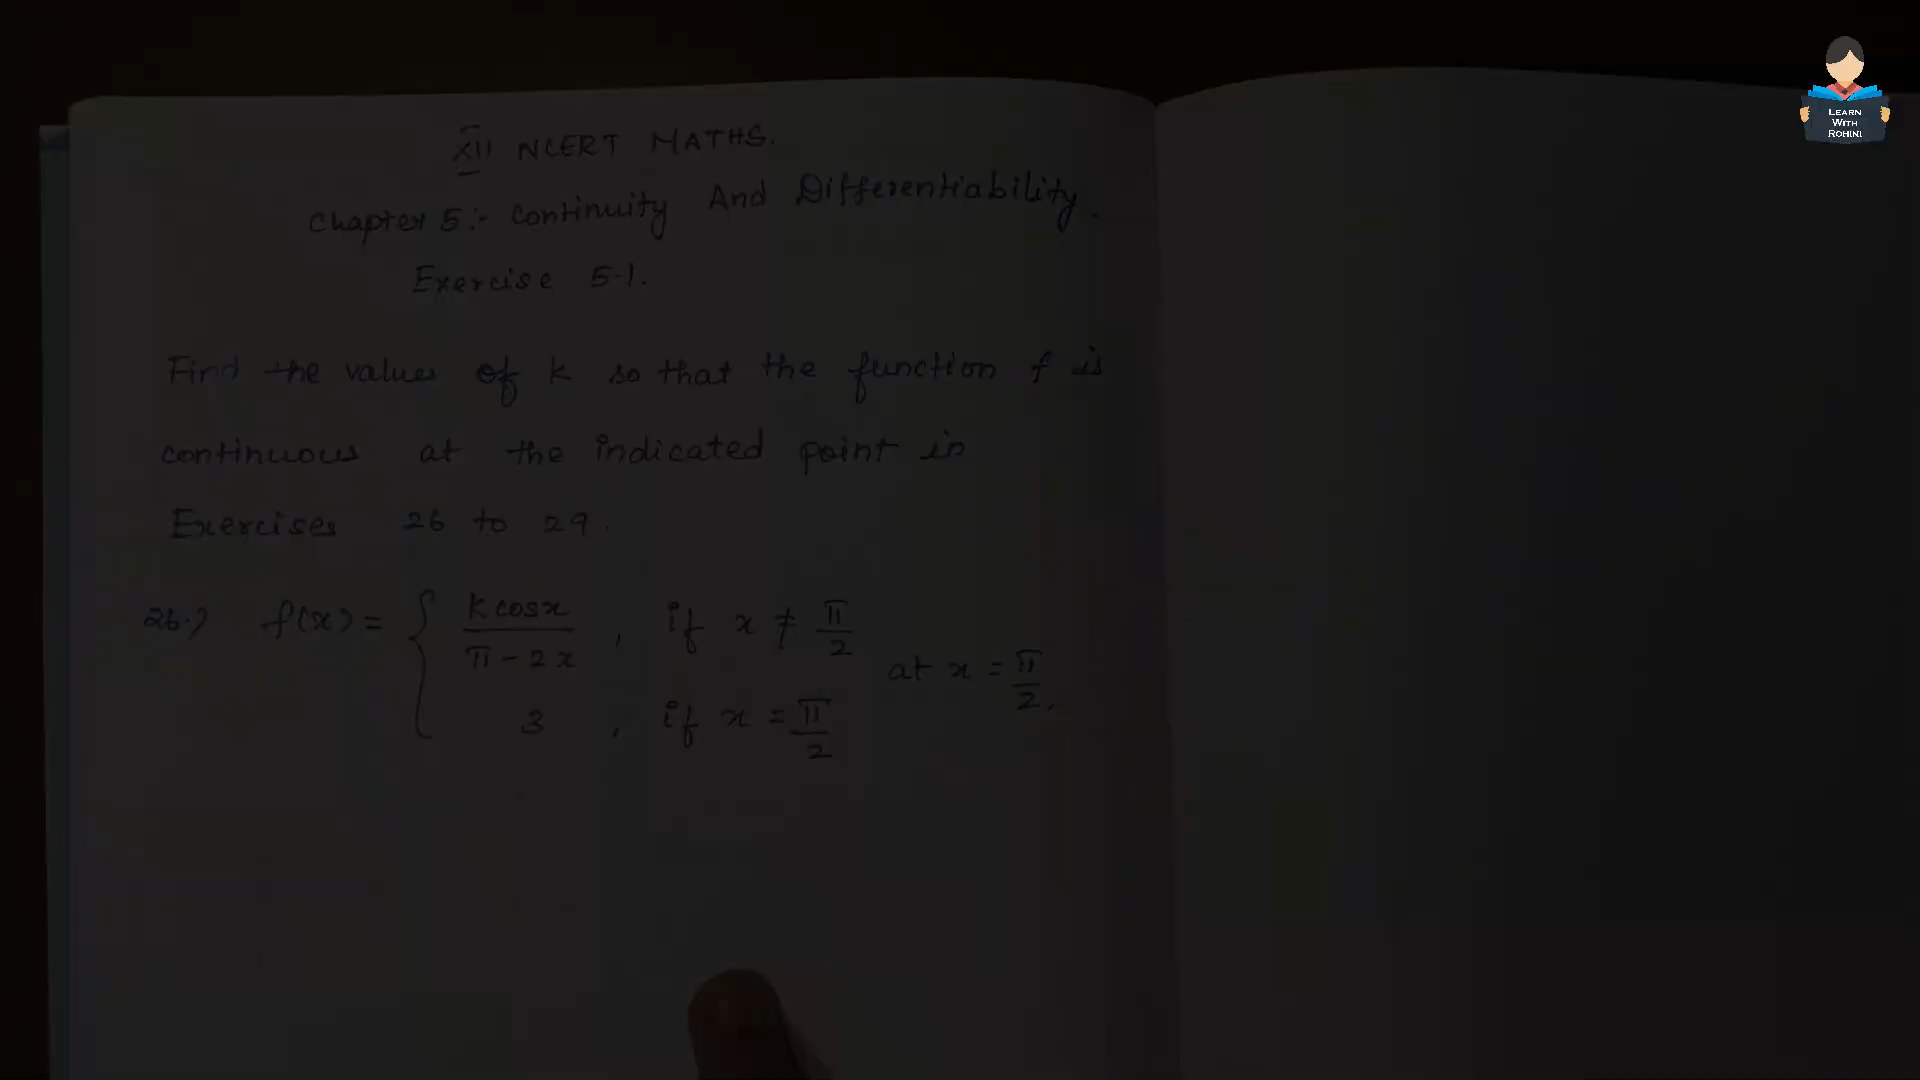 XII NCERT MATHS.
Chapter 5:- Continuity And Differentiability.
Exercise 5.1.
Find the values of k so that the function f is
continuous at the indicated point in
Exercises 26 to 29.
26.) f(x) = { k cosx / π - 2x , if x ≠ π/2
3 , if x = π/2
at x = π/2.
LEARN
WITH
ROHINI